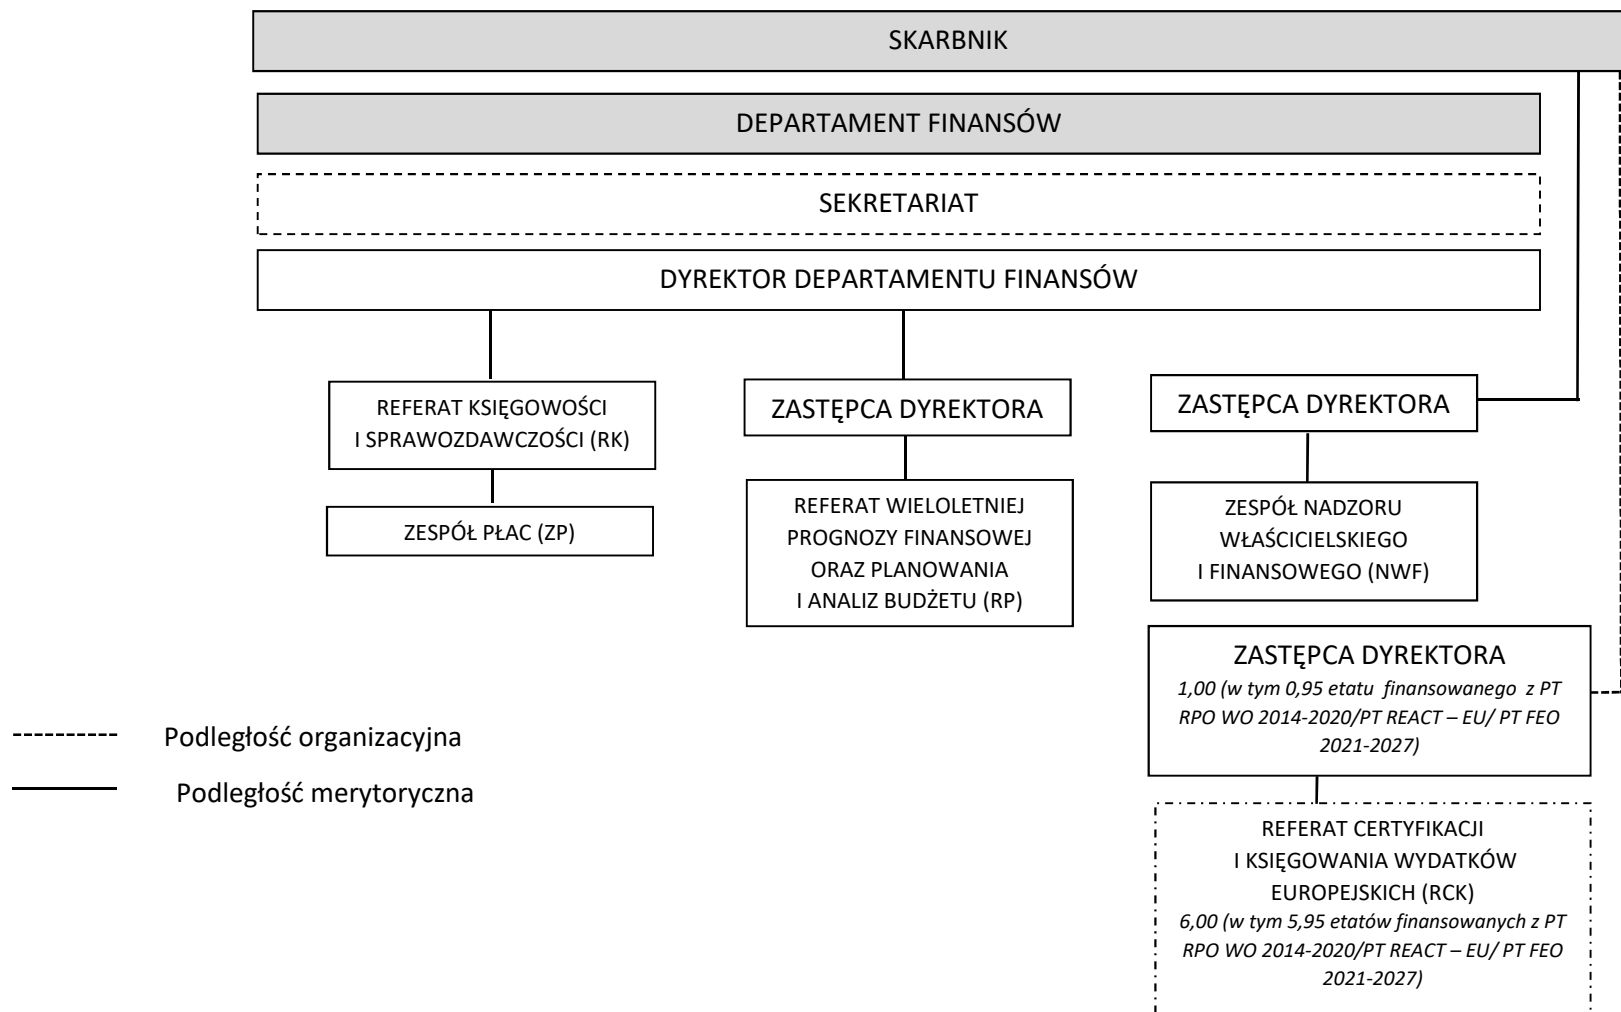 SKARBNIK
DEPARTAMENT FINANSÓW
SEKRETARIAT
DYREKTOR DEPARTAMENTU FINANSÓW
REFERAT KSIĘGOWOŚCI
I SPRAWOZDAWCZOŚCI (RK)
ZESPÓŁ PŁAC (ZP)
ZASTĘPCA DYREKTORA
REFERAT WIELOLETNIEJ
PROGNOZY FINANSOWEJ
ORAZ PLANOWANIA
I ANALIZ BUDŻETU (RP)
ZASTĘPCA DYREKTORA
ZESPÓŁ NADZORU
WŁAŚCICIELSKIEGO
I FINANSOWEGO (NWF)
ZASTĘPCA DYREKTORA
1,00 (w tym 0,95 etatu finansowanego z PT
RPO WO 2014-2020/PT REACT – EU/ PT FEO
2021-2027)
REFERAT CERTYFIKACJI
I KSIĘGOWANIA WYDATKÓW
EUROPEJSKICH (RCK)
6,00 (w tym 5,95 etatów finansowanych z PT
RPO WO 2014-2020/PT REACT – EU/ PT FEO
2021-2027)
Podległość organizacyjna
Podległość merytoryczna